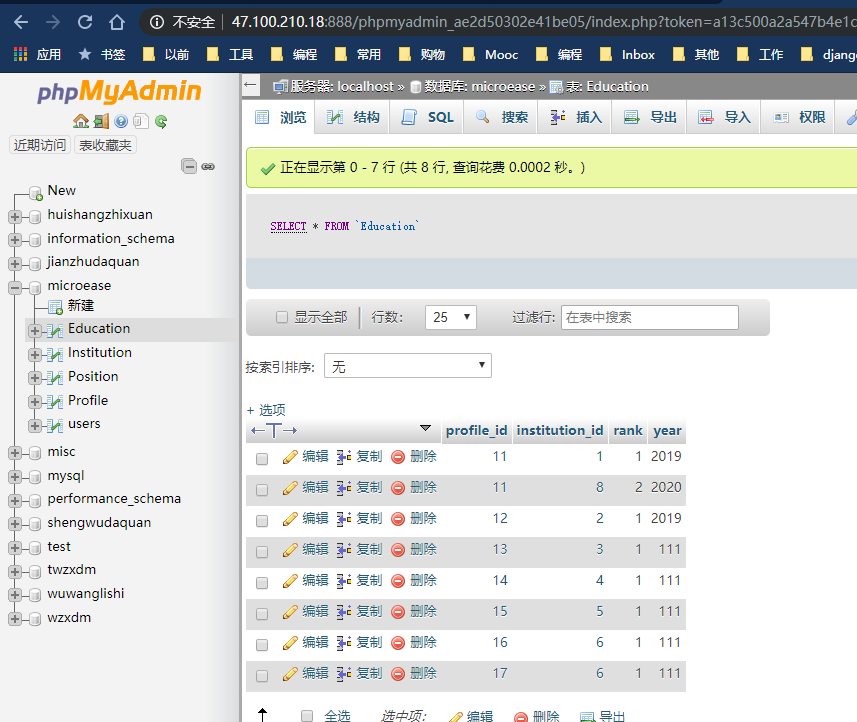 不安全 | 47.100.210.18:888/phpmyadmin_ae2d50302e41be05/index.php?token=a13c500a2a547b4e1c
应用 书签 以前 工具 编程 常用 购物 Mooc 编程 Inbox 其他 工作 django
phpMyAdmin
近期访问 表收藏夹
New
huishangzhixuan
information_schema
jianzhudaquan
microease
新建
Education
Institution
Position
Profile
users
misc
mysql
performance_schema
shengwudaquan
test
twzxdm
wuwanglishi
wzxdm
服务器: localhost » 数据库: microease » 表: Education
浏览 结构 SQL 搜索 插入 导出 导入 权限
正在显示第 0 - 7 行 (共 8 行, 查询花费 0.0002 秒。)
SELECT * FROM `Education`
显示全部 行数: 25 过滤行: 在表中搜索
按索引排序: 无
+ 选项
←T→ profile_id institution_id rank year
编辑 复制 删除 11 1 1 2019
编辑 复制 删除 11 8 2 2020
编辑 复制 删除 12 2 1 2019
编辑 复制 删除 13 3 1 111
编辑 复制 删除 14 4 1 111
编辑 复制 删除 15 5 1 111
编辑 复制 删除 16 6 1 111
编辑 复制 删除 17 6 1 111
全选 选中项: 编辑 删除 导出